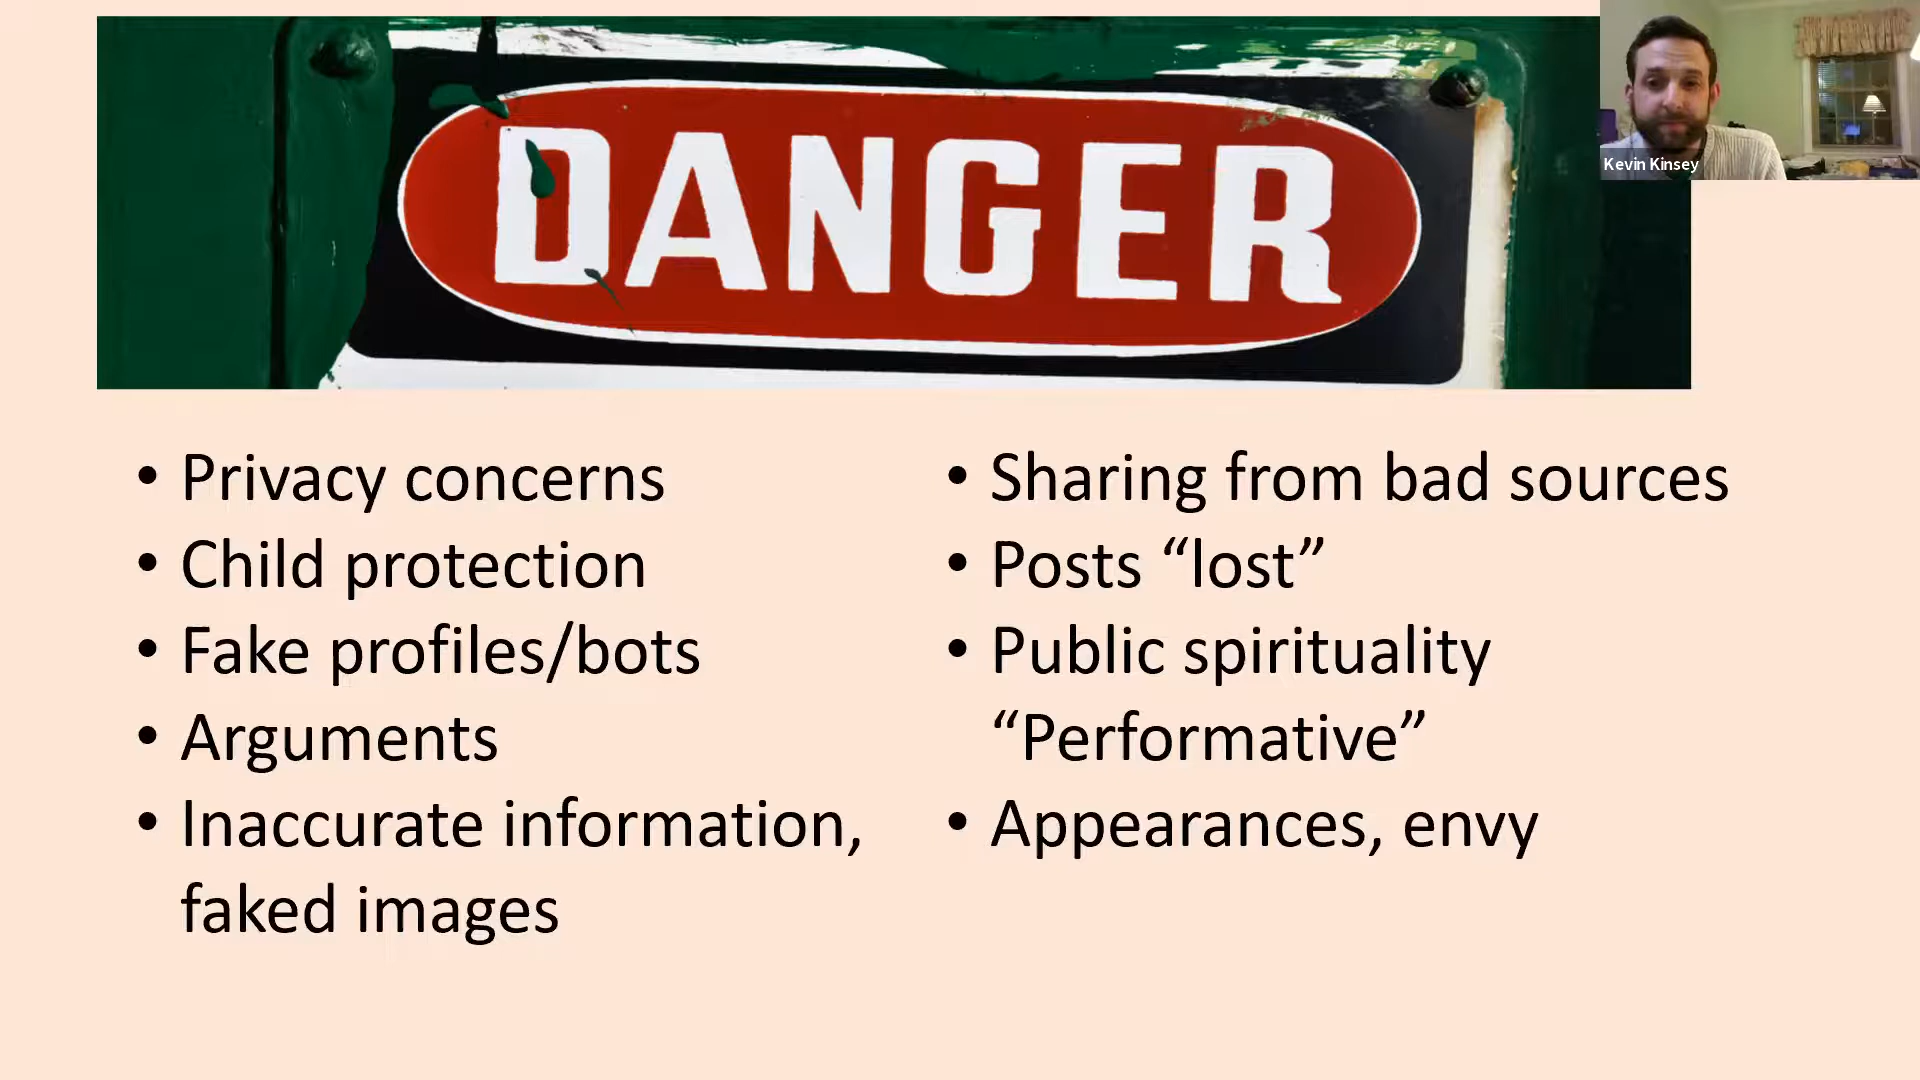 DANGER
Kevin Kinsey
• Privacy concerns
• Child protection
• Fake profiles/bots
• Arguments
• Inaccurate information,
faked images
• Sharing from bad sources
• Posts “lost”
• Public spirituality
“Performative”
• Appearances, envy